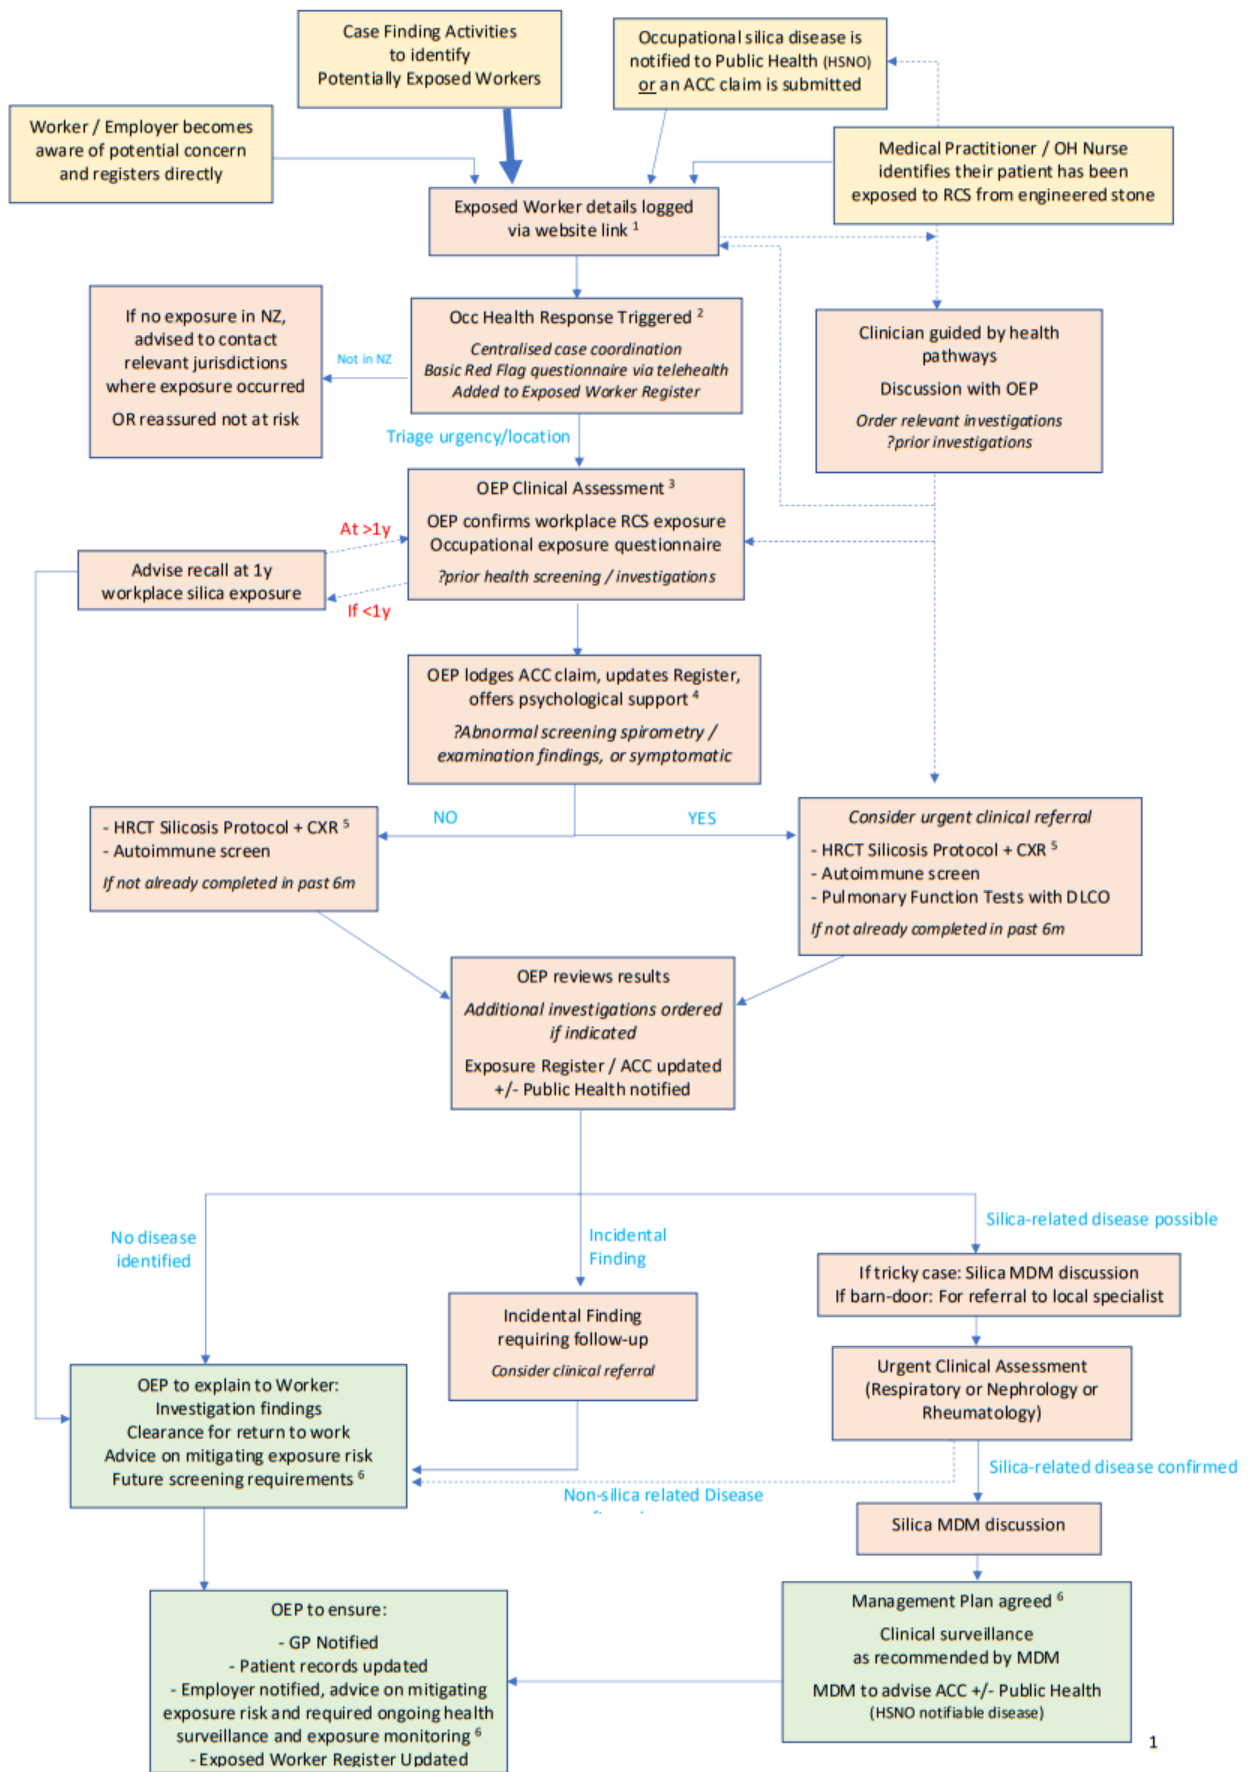 Case Finding Activities
to identify
Potentially Exposed Workers
Occupational silica disease is
notified to Public Health (HSNO)
or an ACC claim is submitted
Worker / Employer becomes
aware of potential concern
and registers directly
Medical Practitioner / OH Nurse
identifies their patient has been
exposed to RCS from engineered stone
Exposed Worker details logged
via website link 1
If no exposure in NZ,
advised to contact
relevant jurisdictions
where exposure occurred
OR reassured not at risk
Not in NZ
Occ Health Response Triggered 2
Centralised case coordination
Basic Red Flag questionnaire via telehealth
Added to Exposed Worker Register
Clinician guided by health
pathways
Discussion with OEP
Order relevant investigations
?prior investigations
Triage urgency/location
OEP Clinical Assessment 3
OEP confirms workplace RCS exposure
Occupational exposure questionnaire
?prior health screening / investigations
At >1y
Advise recall at 1y
workplace silica exposure
If <1y
OEP lodges ACC claim, updates Register,
offers psychological support 4
?Abnormal screening spirometry /
examination findings, or symptomatic
NO
YES
- HRCT Silicosis Protocol + CXR 5
- Autoimmune screen
If not already completed in past 6m
Consider urgent clinical referral
- HRCT Silicosis Protocol + CXR 5
- Autoimmune screen
- Pulmonary Function Tests with DLCO
If not already completed in past 6m
OEP reviews results
Additional investigations ordered
if indicated
Exposure Register / ACC updated
+/- Public Health notified
No disease
identified
Incidental
Finding
Silica-related disease possible
If tricky case: Silica MDM discussion
If barn-door: For referral to local specialist
Incidental Finding
requiring follow-up
Consider clinical referral
Urgent Clinical Assessment
(Respiratory or Nephrology or
Rheumatology)
OEP to explain to Worker:
Investigation findings
Clearance for return to work
Advice on mitigating exposure risk
Future screening requirements 6
Silica-related disease confirmed
Non-silica related Disease
Silica MDM discussion
OEP to ensure:
- GP Notified
- Patient records updated
- Employer notified, advice on mitigating
exposure risk and required ongoing health
surveillance and exposure monitoring 6
- Exposed Worker Register Updated
Management Plan agreed 6
Clinical surveillance
as recommended by MDM
MDM to advise ACC +/- Public Health
(HSNO notifiable disease)
1